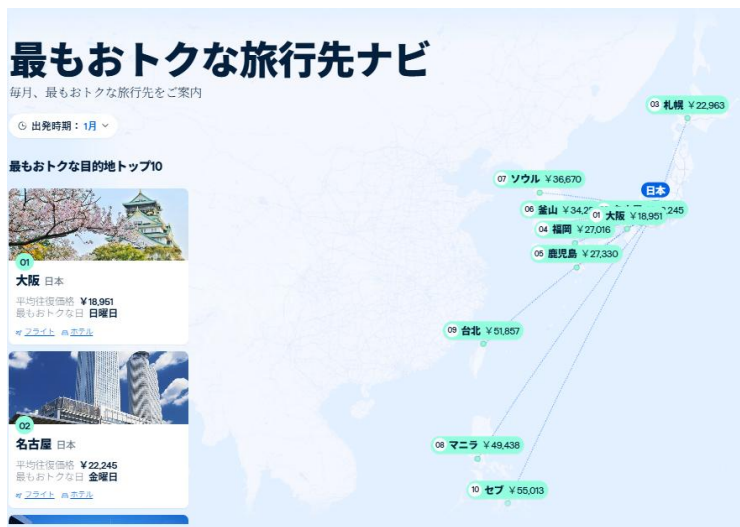 最もおトクな旅行先ナビ
毎月、最もおトクな旅行先をご案内
出発時期： 1月
最もおトクな目的地トップ10
01
大阪 日本
平均往復価格 ￥18,951
最もおトクな日 日曜日
フライト ホテル
02
名古屋 日本
平均往復価格 ￥22,245
最もおトクな日 金曜日
フライト ホテル
03 札幌 ￥22,963
07 ソウル ￥36,670
日本
06 釜山 ￥34,2
,245
01 大阪 ￥18,951
04 福岡 ￥27,016
05 鹿児島 ￥27,330
09 台北 ￥51,857
08 マニラ ￥49,438
10 セブ ￥55,013